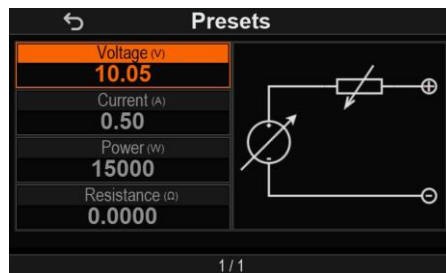 Presets
Voltage (V)
10.05
Current (A)
0.50
Power (W)
15000
Resistance (Ω)
0.0000
1 / 1